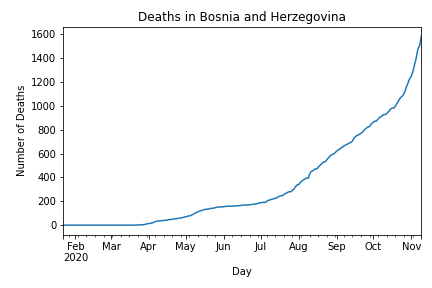 Deaths in Bosnia and Herzegovina
1600
1400
1200
1000
800
600
400
200
0
Number of Deaths
Feb Mar Apr May Jun Jul Aug Sep Oct Nov
2020
Day